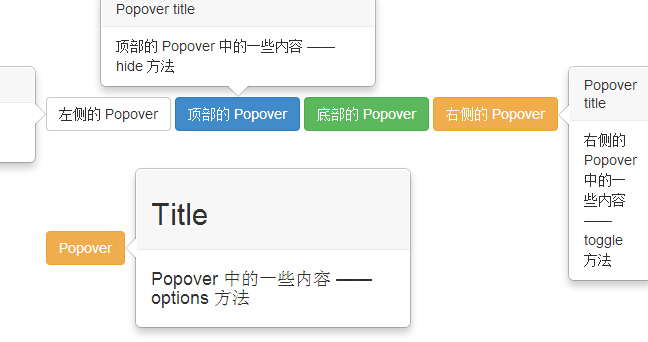 Popover title
顶部的 Popover 中的一些内容 ——
hide 方法
左侧的 Popover
顶部的 Popover
底部的 Popover
右侧的 Popover
Popover
title
右侧的
Popover
中的一
些内容
——
toggle
方法
Popover
Title
Popover 中的一些内容 ——
options 方法